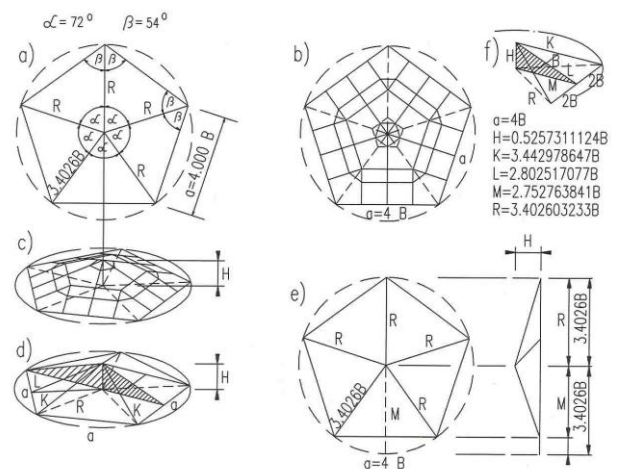 ∝=72° β=54°
a)
β β
R
R R
β
β
∝ ∝
∝ ∝
∝
3.4026B
R
a=4.000 B
b)
a
a=4 B
f)
K
H
B
L
M
R
2B
2B
a=4B
H=0.5257311124B
K=3.442978647B
L=2.802517077B
M=2.752763841B
R=3.402603233B
c)
H
d)
L
a
K
R
K
a
a
H
e)
R
R
R
3.4026B
M
R
a=4 B
H
R
3.4026B
M
3.4026B